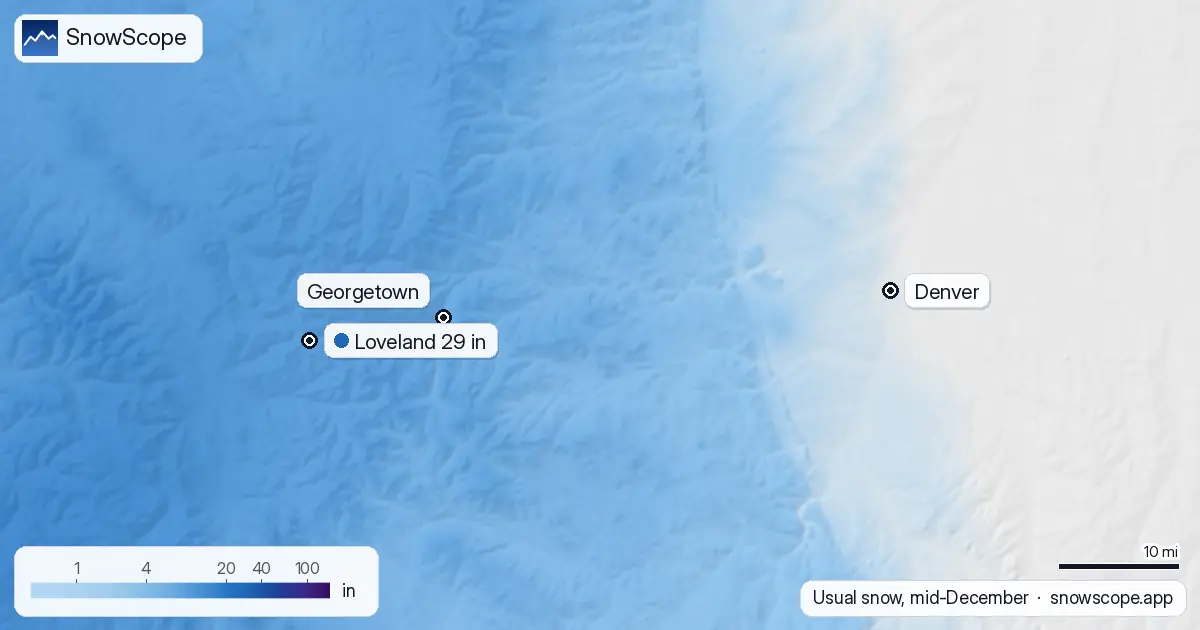 SnowScope
Georgetown
Loveland 29 in
Denver
1 4 20 40 100
in
10 mi
Usual snow, mid-December · snowscope.app